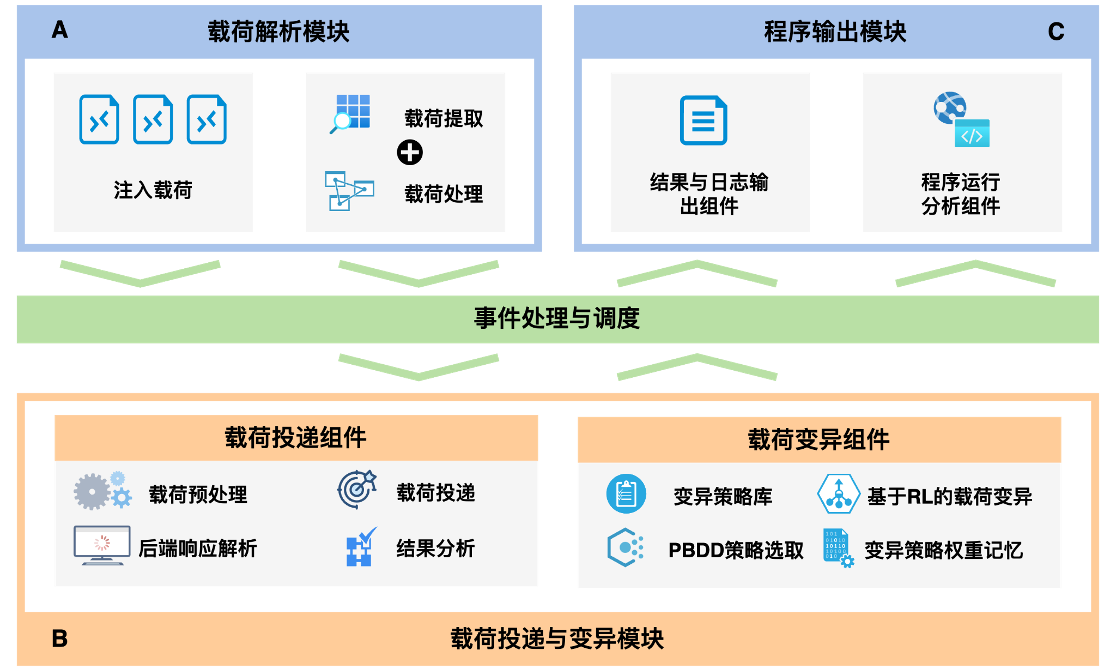 A
载荷解析模块
注入载荷
载荷提取
载荷处理
程序输出模块
C
结果与日志输
出组件
程序运行
分析组件
</>
事件处理与调度
载荷投递组件
载荷预处理
载荷投递
后端响应解析
结果分析
载荷变异组件
变异策略库
基于RL的载荷变异
PBDD策略选取
变异策略权重记忆
B
载荷投递与变异模块